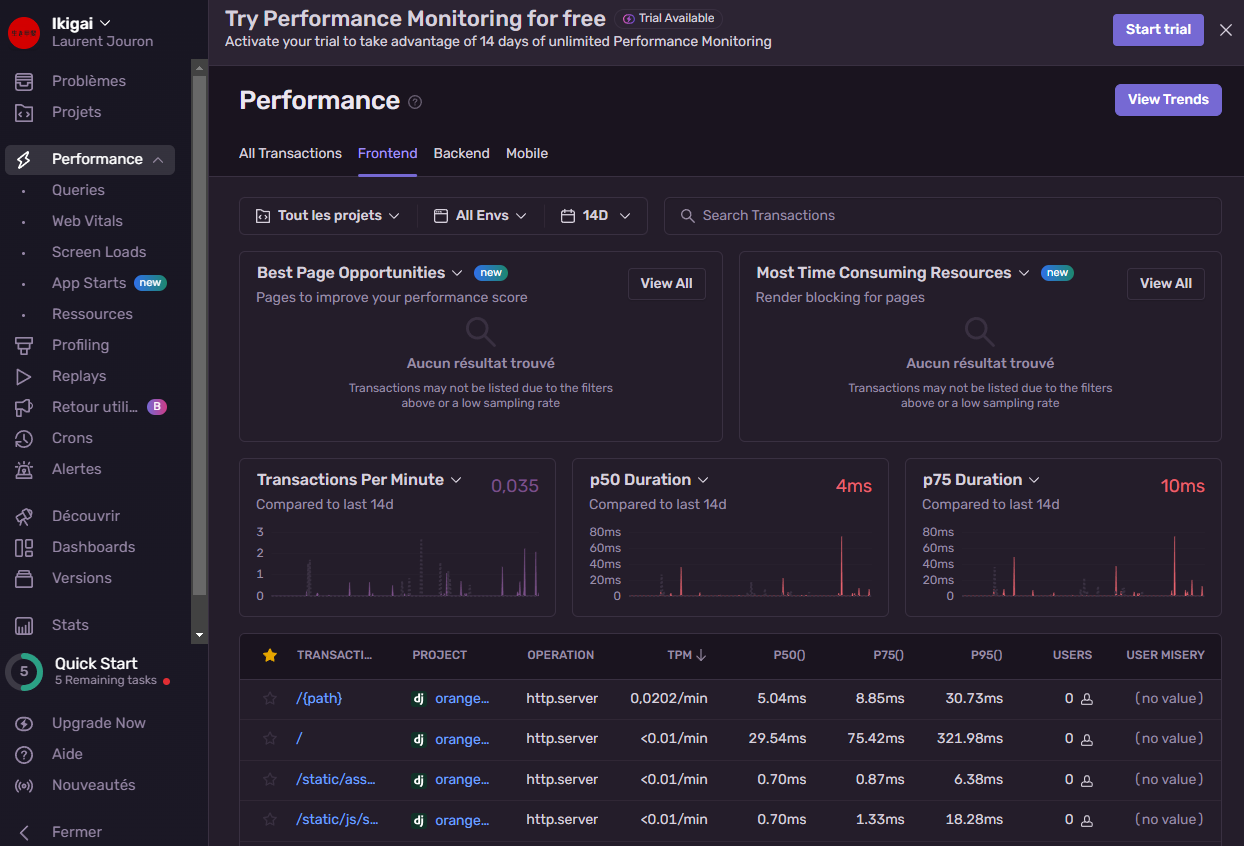 Ikigai
Laurent Jouron
Problèmes
Projets
Performance
Queries
Web Vitals
Screen Loads
App Starts new
Ressources
Profiling
Replays
Retour utili… B
Crons
Alertes
Découvrir
Dashboards
Versions
Stats
5 Quick Start
5 Remaining tasks
Upgrade Now
Aide
Nouveautés
Fermer
Try Performance Monitoring for free Trial Available
Activate your trial to take advantage of 14 days of unlimited Performance Monitoring
Start trial
Performance ?
View Trends
All Transactions Frontend Backend Mobile
Tout les projets All Envs 14D Search Transactions
Best Page Opportunities new
Pages to improve your performance score
View All
Aucun résultat trouvé
Transactions may not be listed due to the filters
above or a low sampling rate
Most Time Consuming Resources new
Render blocking for pages
View All
Aucun résultat trouvé
Transactions may not be listed due to the filters
above or a low sampling rate
Transactions Per Minute 0,035
Compared to last 14d
3
2
1
0
p50 Duration 4ms
Compared to last 14d
80ms
60ms
40ms
20ms
0
p75 Duration 10ms
Compared to last 14d
80ms
60ms
40ms
20ms
0
TRANSACTI… PROJECT OPERATION TPM P50() P75() P95() USERS USER MISERY
/{path} dj orange… http.server 0,0202/min 5.04ms 8.85ms 30.73ms 0 (no value)
/ dj orange… http.server <0.01/min 29.54ms 75.42ms 321.98ms 0 (no value)
/static/ass… dj orange… http.server <0.01/min 0.70ms 0.87ms 6.38ms 0 (no value)
/static/js/s… dj orange… http.server <0.01/min 0.70ms 1.33ms 18.28ms 0 (no value)